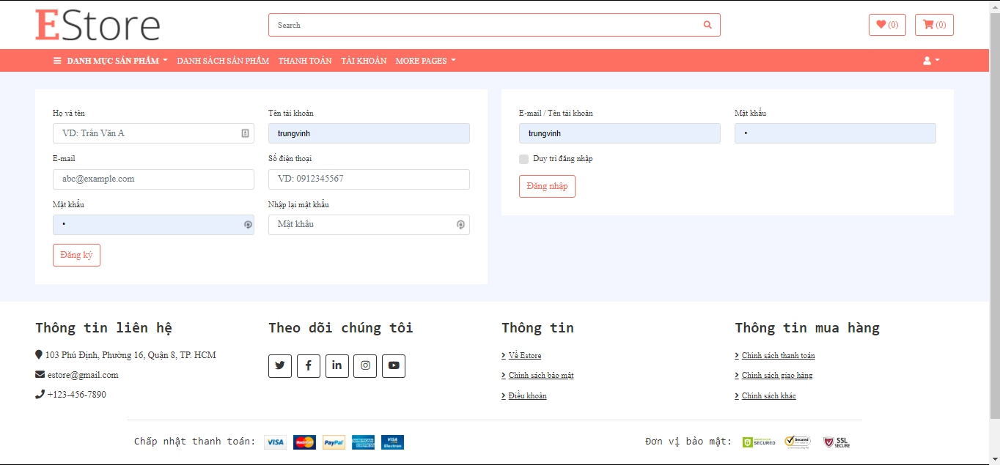 EStore
Search
(0)
(0)
DANH MỤC SẢN PHẨM
DANH SÁCH SẢN PHẨM
THANH TOÁN
TÀI KHOẢN
MORE PAGES
Họ và tên
Tên tài khoản
VD: Trần Văn A
trungvinh
E-mail
Số điện thoại
abc@example.com
VD: 0912345567
Mật khẩu
Nhập lại mật khẩu
•
Mật khẩu
Đăng ký
E-mail / Tên tài khoản
Mật khẩu
trungvinh
•
Duy trì đăng nhập
Đăng nhập
Thông tin liên hệ
103 Phú Định, Phường 16, Quận 8, TP. HCM
estore@gmail.com
+123-456-7890
Theo dõi chúng tôi
Thông tin
Về Estore
Chính sách bảo mật
Điều khoản
Thông tin mua hàng
Chính sách thanh toán
Chính sách giao hàng
Chính sách khác
Chấp nhật thanh toán:
VISA
MasterCard
PayPal
AMERICAN EXPRESS
VISA Electron
Đơn vị bảo mật:
SECURED
Secured
SSL
SECURE